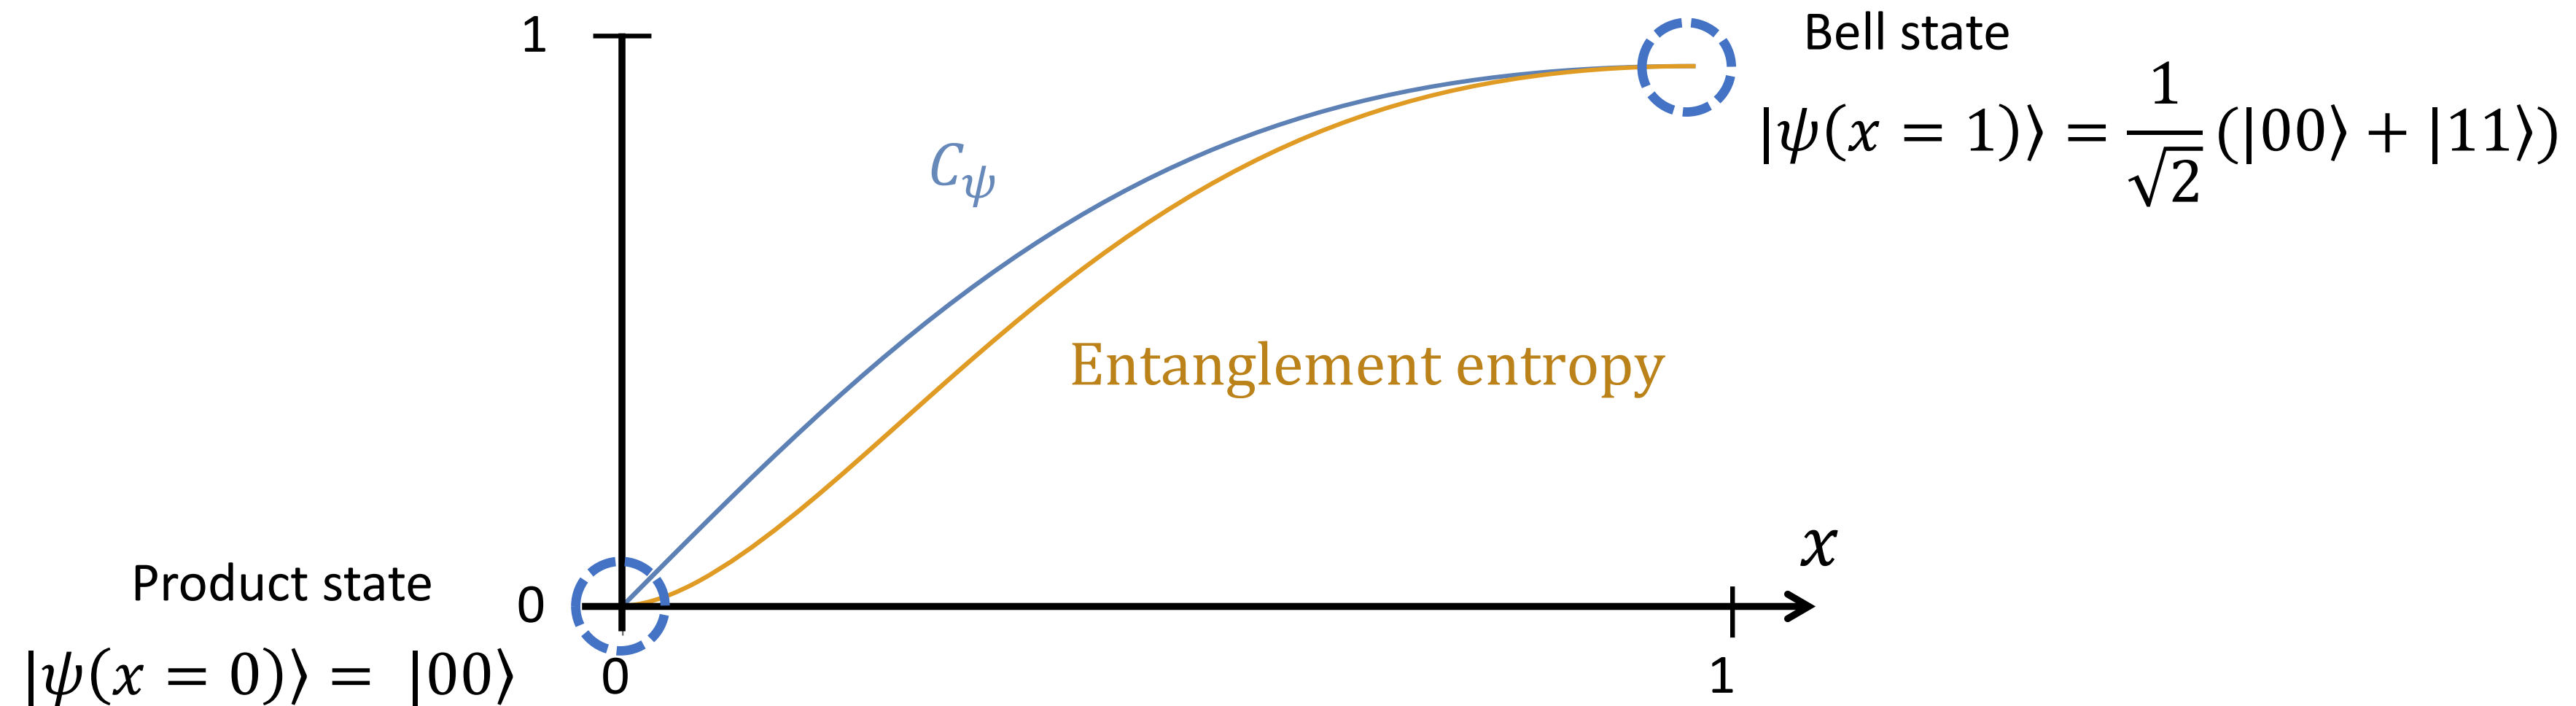 1
Bell state
|ψ(x = 1)⟩ = 1/√2 (|00⟩ + |11⟩)
C_ψ
Entanglement entropy
x
Product state
0
|ψ(x = 0)⟩ = |00⟩
0
1